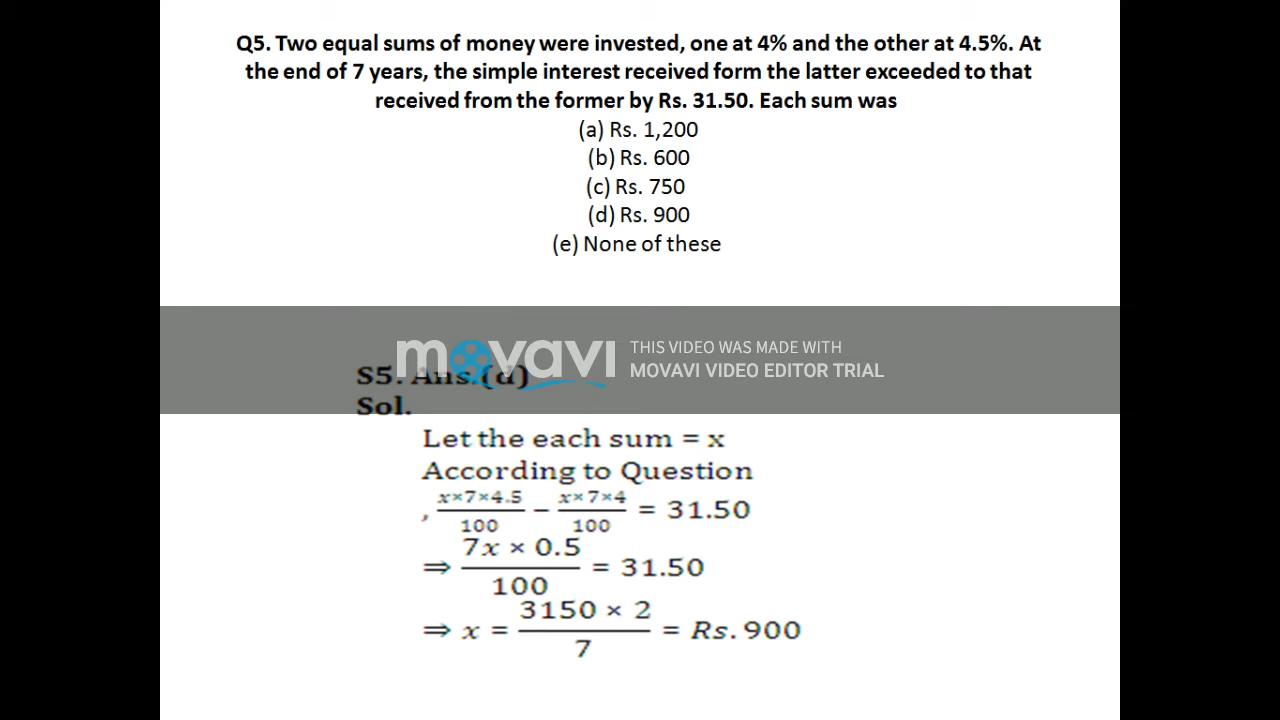 Q5. Two equal sums of money were invested, one at 4% and the other at 4.5%. At
the end of 7 years, the simple interest received form the latter exceeded to that
received from the former by Rs. 31.50. Each sum was
(a) Rs. 1,200
(b) Rs. 600
(c) Rs. 750
(d) Rs. 900
(e) None of these
movavi
THIS VIDEO WAS MADE WITH
MOVAVI VIDEO EDITOR TRIAL
S5. Ans.(d)
Sol.
Let the each sum = x
According to Question
, x×7×4.5/100 − x×7×4/100 = 31.50
⇒ 7x × 0.5/100 = 31.50
⇒ x = 3150 × 2/7 = Rs. 900